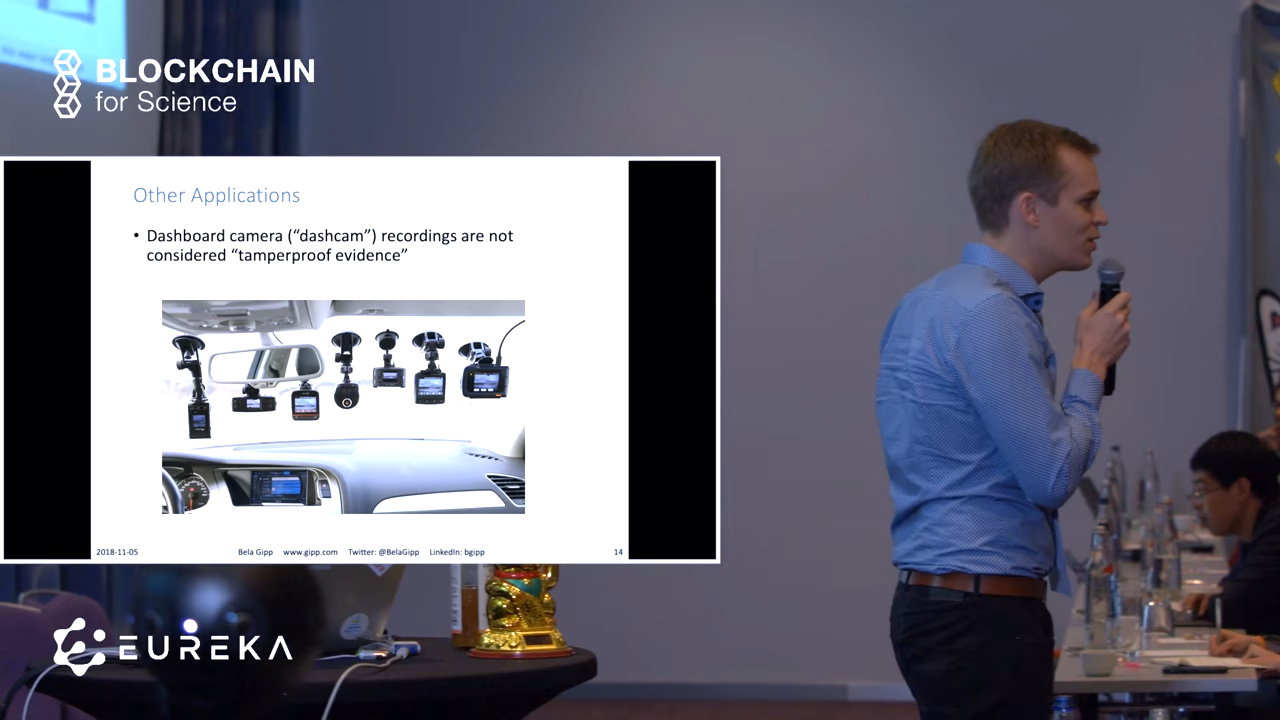 BLOCKCHAIN
for Science
Other Applications
• Dashboard camera (“dashcam”) recordings are not
considered “tamperproof evidence”
2018-11-05 Bela Gipp www.gipp.com Twitter: @BelaGipp LinkedIn: bgipp 14
EUREKA